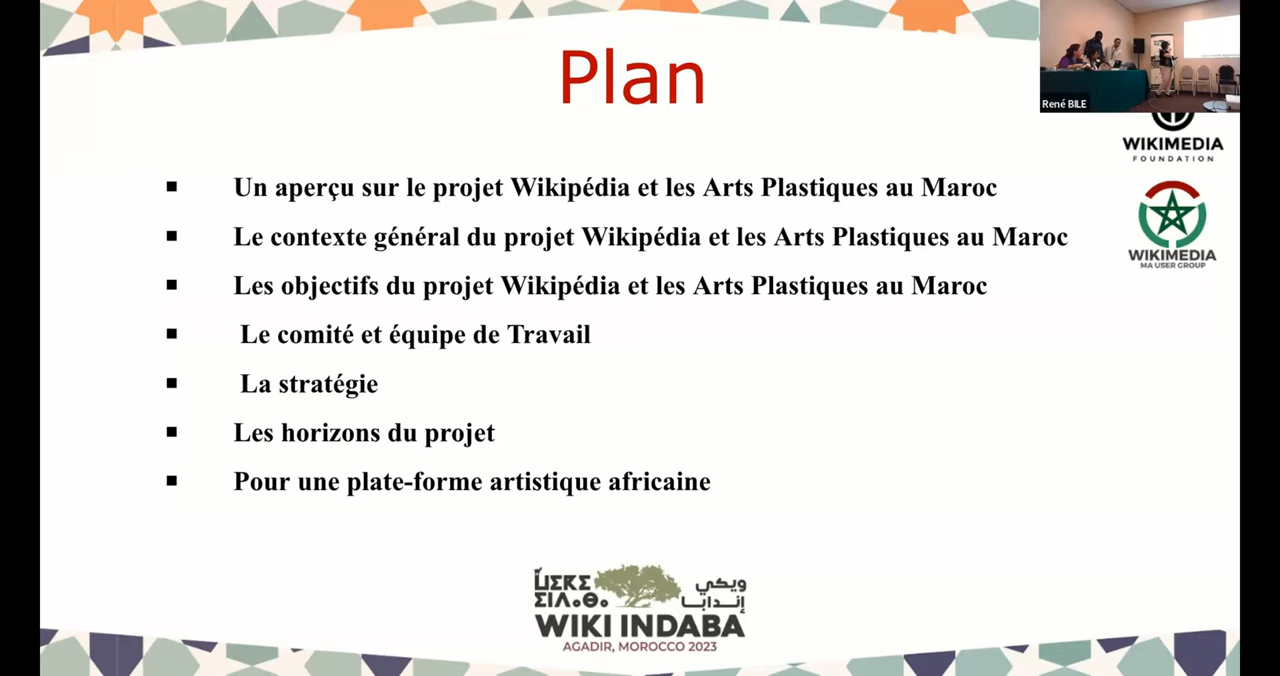 Plan
René BILE
WIKIMEDIA
FOUNDATION
▪ Un aperçu sur le projet Wikipédia et les Arts Plastiques au Maroc
▪ Le contexte général du projet Wikipédia et les Arts Plastiques au Maroc
WIKIMEDIA
MA USER GROUP
▪ Les objectifs du projet Wikipédia et les Arts Plastiques au Maroc
▪ Le comité et équipe de Travail
▪ La stratégie
▪ Les horizons du projet
▪ Pour une plate-forme artistique africaine
ويكي
إندابا
WIKI INDABA
AGADIR, MOROCCO 2023